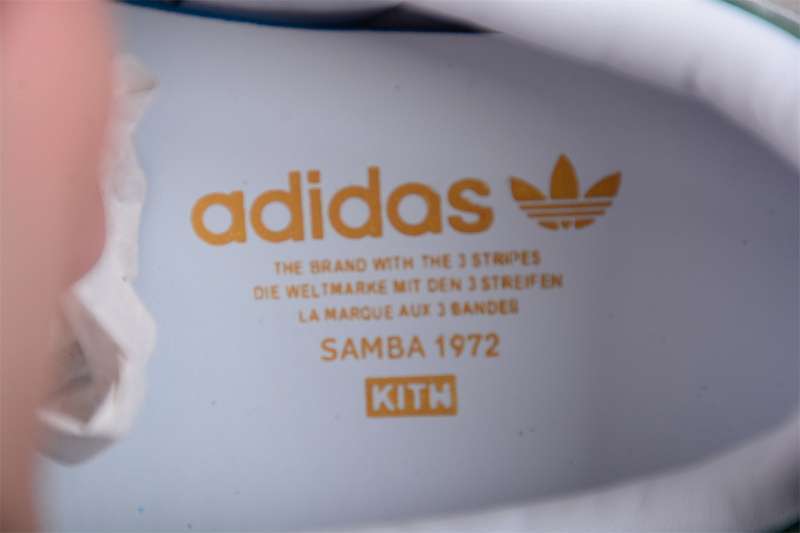 adidas
THE BRAND WITH THE 3 STRIPES
DIE WELTMARKE MIT DEN 3 STREIFEN
LA MARQUE AUX 3 BANDES
SAMBA 1972
KITH